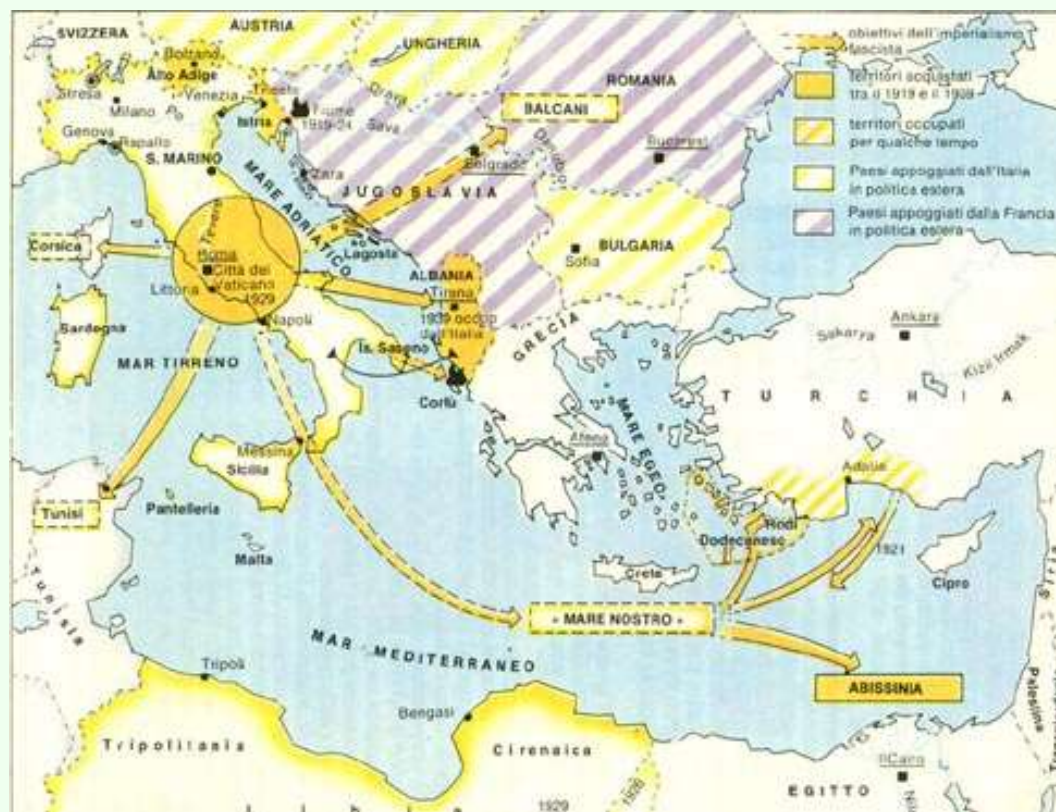 SVIZZERA
AUSTRIA
UNGHERIA
ROMANIA
Bolzano
Alto Adige
Stresa
Milano
Po
Venezia
Trieste
Istria
Fiume
1919-24
Drava
Sava
BALCANI
Genova
Rapallo
S. MARINO
Zara
Belgrado
Danubio
Bucarest
JUGOSLAVIA
MARE ADRIATICO
Lagosta
BULGARIA
Sofia
Corsica
Tevere
Roma
Città del
Vaticano
1929
Littoria
Napoli
ALBANIA
Tirana
1939 occup.
dall'Italia
Is. Saseno
GRECIA
Sardegna
MAR TIRRENO
Corfù
MARE EGEO
Atena
Ankara
Sakarya
Kizil Irmak
TURCHIA
Messina
Sicilia
Adalia
Tunisi
Pantelleria
Rodi
Dodecaneso
1921
Malta
Creta
Cipro
Tunisia
« MARE NOSTRO »
MAR MEDITERRANEO
ABISSINIA
Palestina
Tripoli
Bengasi
Tripolitania
Cirenaica
1926
1929
EGITTO
Il Cairo
obiettivi dell'imperialismo
fascista
territori acquistati
tra il 1919 e il 1939
territori occupati
per qualche tempo
Paesi appoggiati dall'Italia
in politica estera
Paesi appoggiati dalla Francia
in politica estera